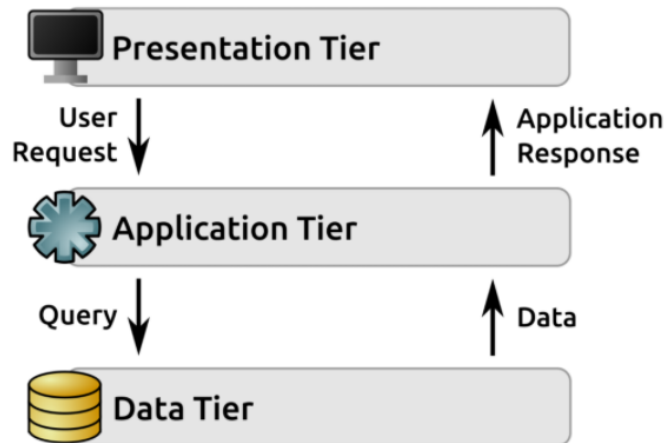 Presentation Tier
User
Request
Application
Response
Application Tier
Query
Data
Data Tier